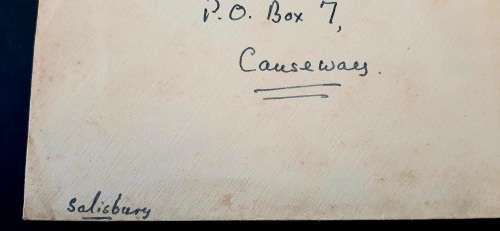 P.O. Box 7,
Causeway.
Salisbury